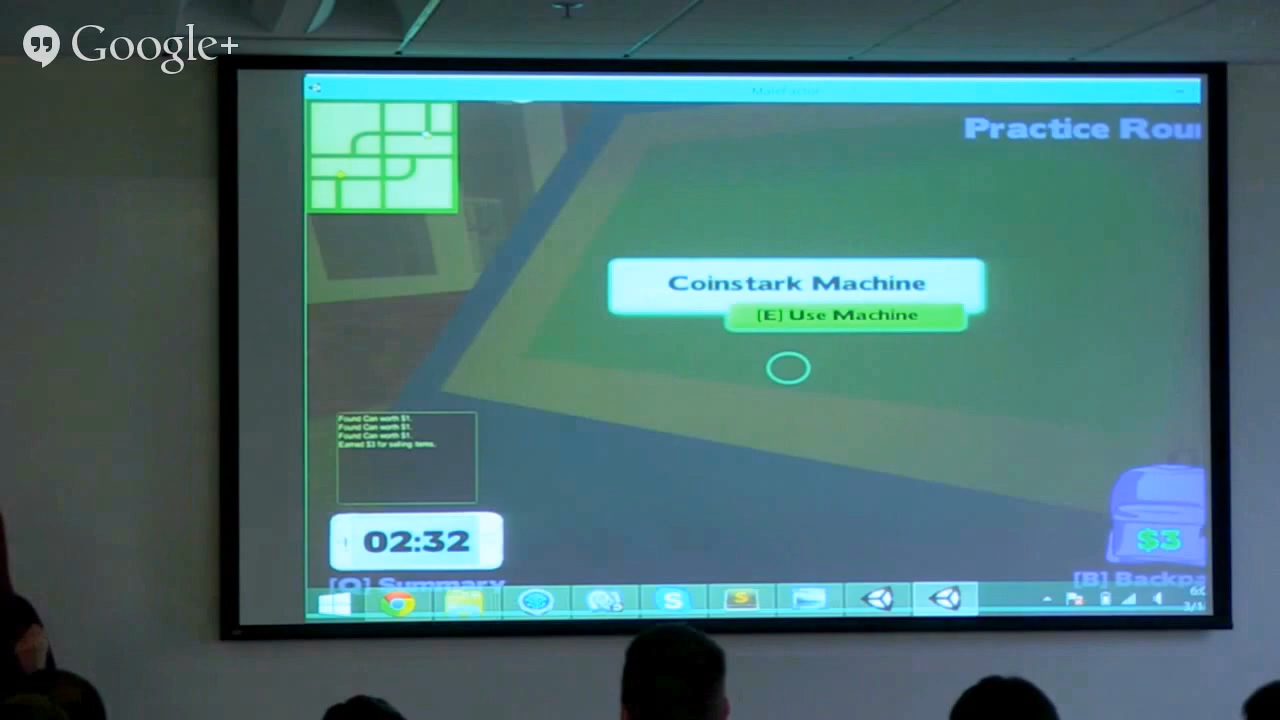 Google+
Practice Rou
Coinstark Machine
[E] Use Machine
Found Can worth $1.
Found Can worth $1.
Found Can worth $1.
Earned $3 for selling items.
02:32
$3
[Q] Summary
[B] Backpa